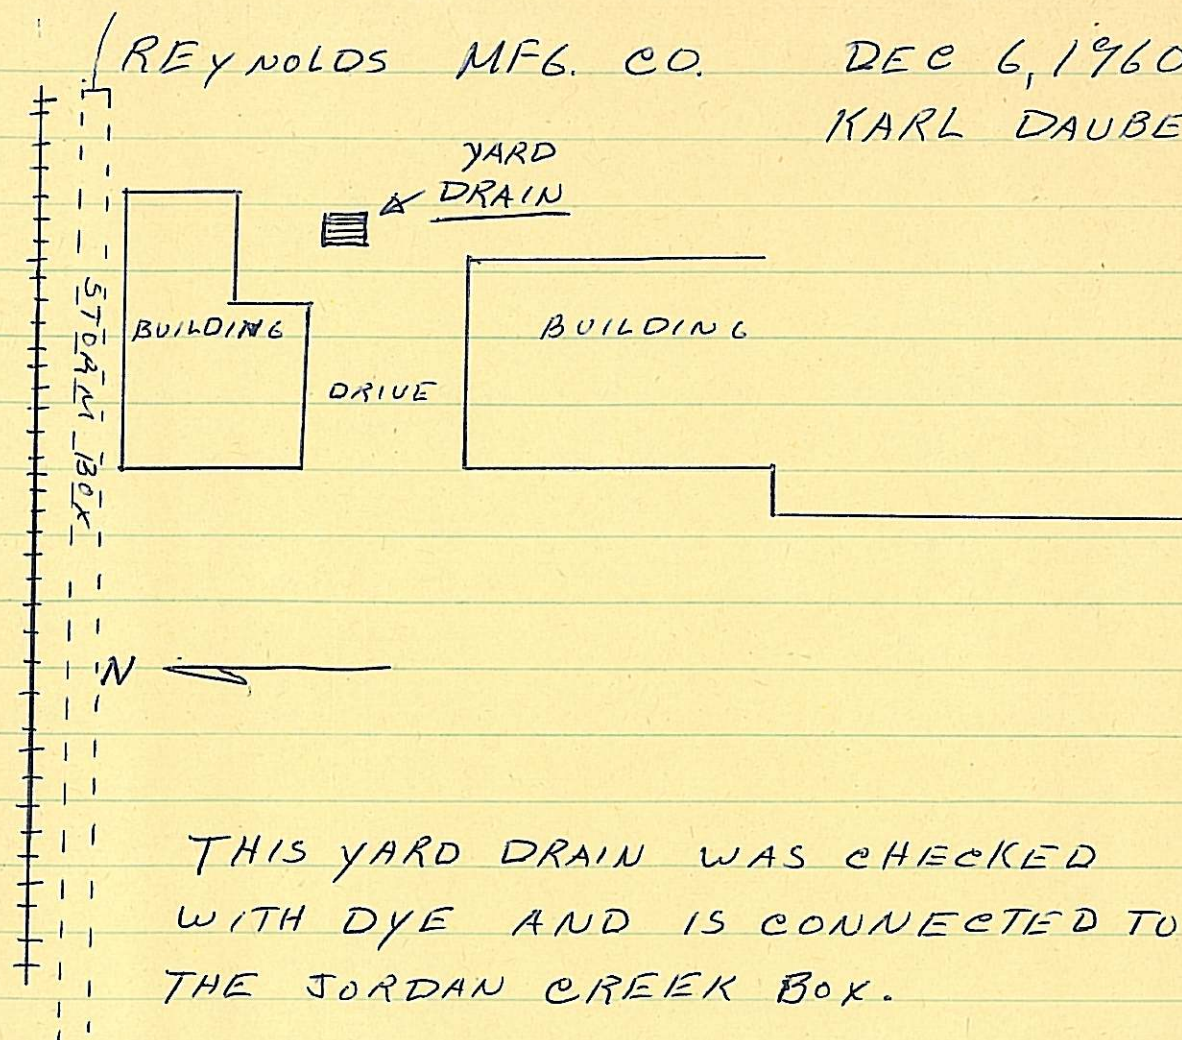 REYNOLDS MFG. CO. DEC 6, 1960
KARL DAUBE
YARD
DRAIN
STORM BOX
BUILDING
BUILDING
DRIVE
N
THIS YARD DRAIN WAS CHECKED
WITH DYE AND IS CONNECTED TO
THE JORDAN CREEK BOX.